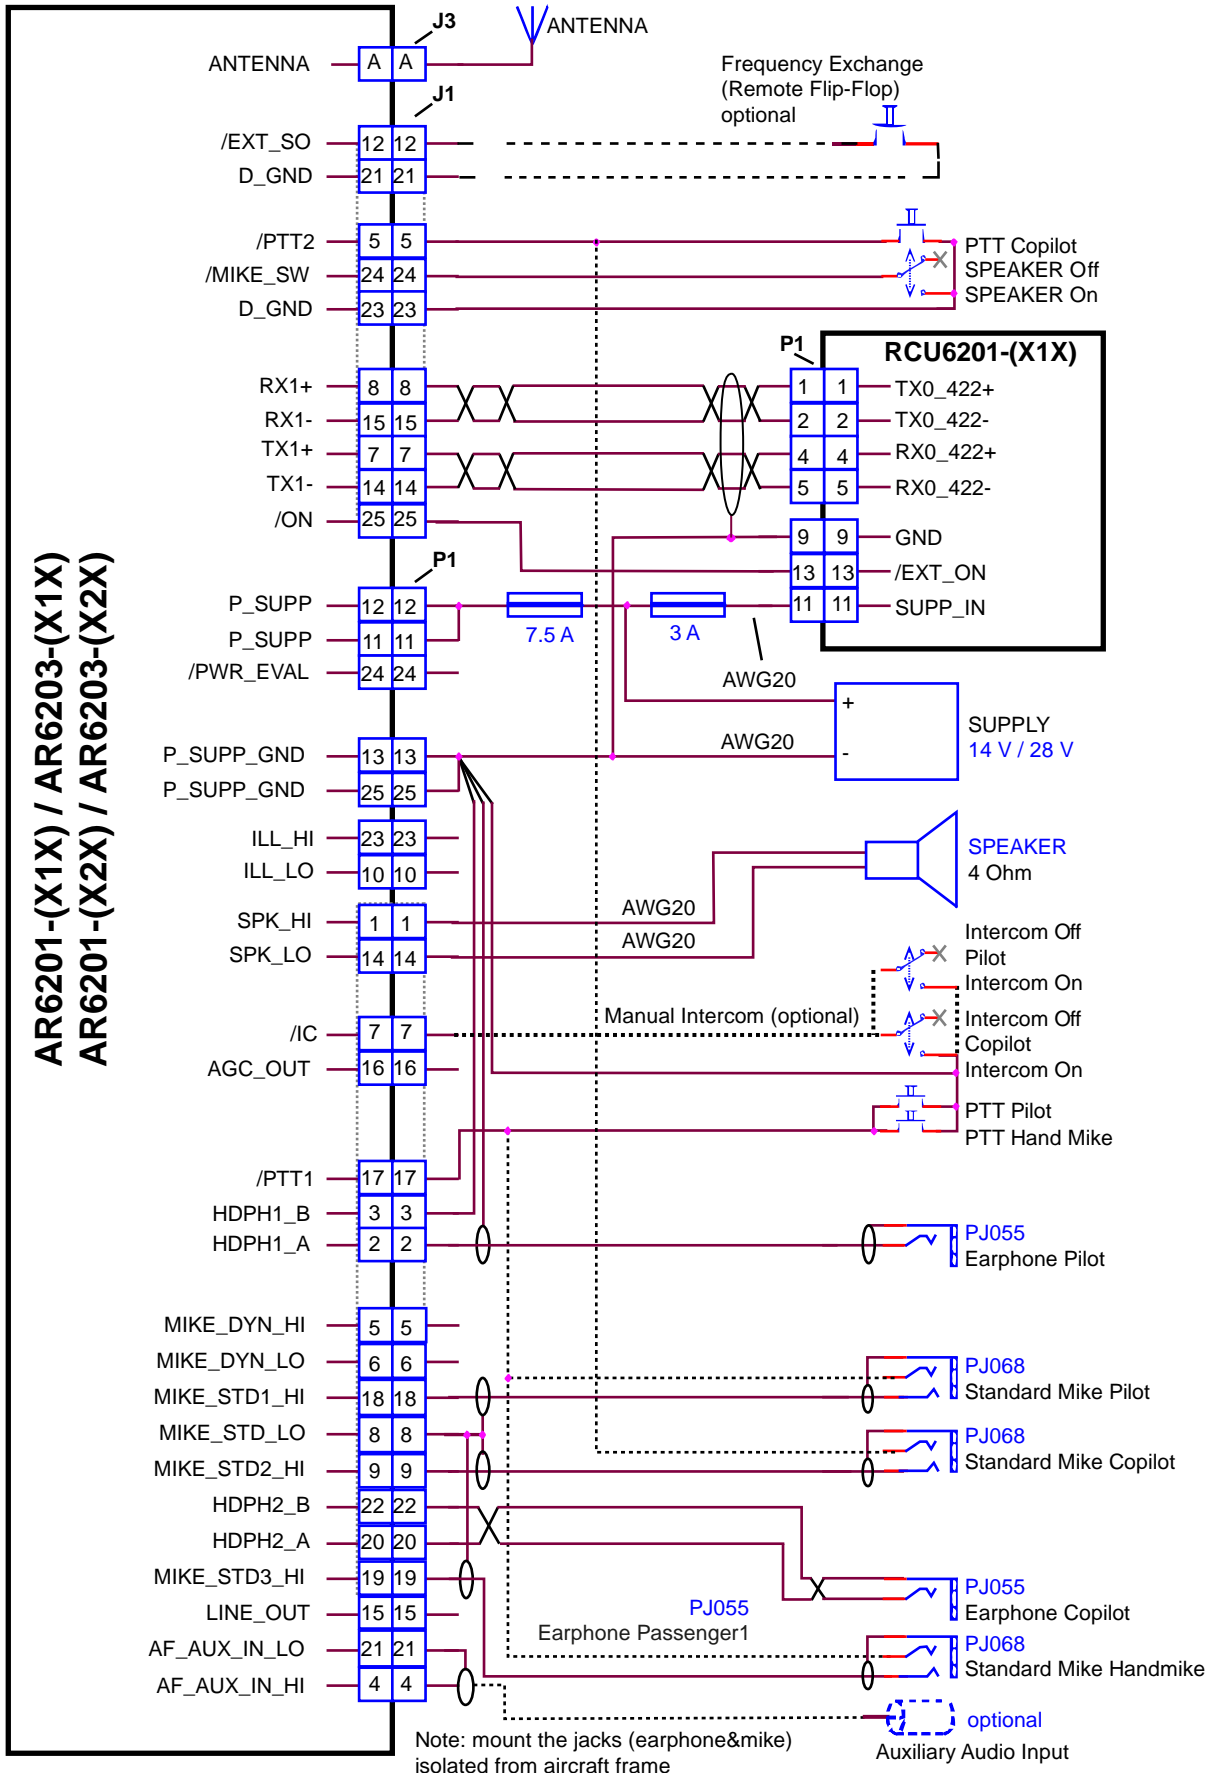 J3
ANTENNA
ANTENNA A A
Frequency Exchange
(Remote Flip-Flop)
optional
J1
/EXT_SO 12 12
D_GND 21 21
/PTT2 5 5
PTT Copilot
/MIKE_SW 24 24
SPEAKER Off
SPEAKER On
D_GND 23 23
P1
RCU6201-(X1X)
RX1+ 8 8
1 1 TX0_422+
RX1- 15 15
2 2 TX0_422-
TX1+ 7 7
4 4 RX0_422+
TX1- 14 14
5 5 RX0_422-
/ON 25 25
9 9 GND
13 13 /EXT_ON
11 11 SUPP_IN
P1
P_SUPP 12 12
7.5 A
3 A
P_SUPP 11 11
/PWR_EVAL 24 24
AWG20
+
-
SUPPLY
14 V / 28 V
AWG20
P_SUPP_GND 13 13
P_SUPP_GND 25 25
ILL_HI 23 23
ILL_LO 10 10
SPEAKER
4 Ohm
SPK_HI 1 1
AWG20
SPK_LO 14 14
AWG20
Intercom Off
Pilot
Intercom On
/IC 7 7
Manual Intercom (optional)
Intercom Off
Copilot
Intercom On
AGC_OUT 16 16
PTT Pilot
PTT Hand Mike
/PTT1 17 17
HDPH1_B 3 3
HDPH1_A 2 2
PJ055
Earphone Pilot
MIKE_DYN_HI 5 5
MIKE_DYN_LO 6 6
MIKE_STD1_HI 18 18
PJ068
Standard Mike Pilot
MIKE_STD_LO 8 8
MIKE_STD2_HI 9 9
PJ068
Standard Mike Copilot
HDPH2_B 22 22
HDPH2_A 20 20
MIKE_STD3_HI 19 19
PJ055
Earphone Copilot
LINE_OUT 15 15
PJ055
Earphone Passenger1
AF_AUX_IN_LO 21 21
PJ068
Standard Mike Handmike
AF_AUX_IN_HI 4 4
optional
Auxiliary Audio Input
Note: mount the jacks (earphone&mike)
isolated from aircraft frame
AR6201-(X1X) / AR6203-(X1X)
AR6201-(X2X) / AR6203-(X2X)